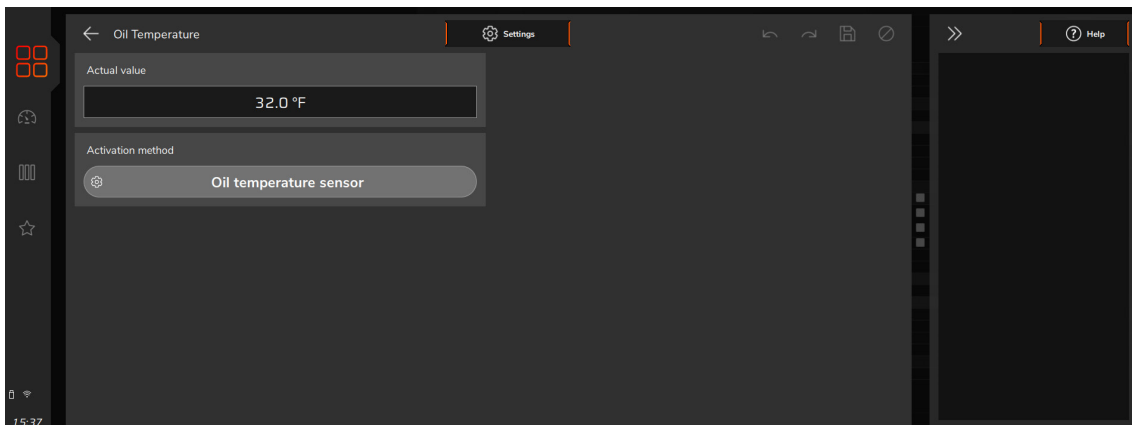 Oil Temperature
Settings
Help
Actual value
32.0 °F
Activation method
Oil temperature sensor
15:37